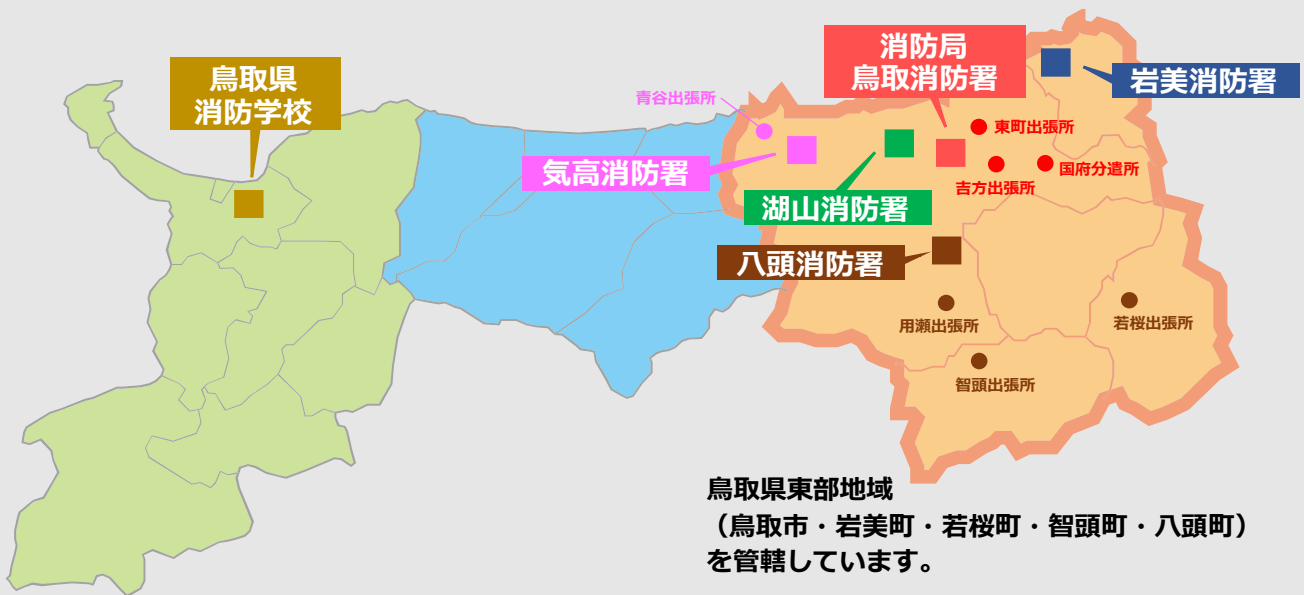 鳥取県
消防学校
青谷出張所
気高消防署
湖山消防署
消防局
鳥取消防署
岩美消防署
東町出張所
国府分遣所
吉方出張所
八頭消防署
用瀬出張所
若桜出張所
智頭出張所
鳥取県東部地域
（鳥取市・岩美町・若桜町・智頭町・八頭町）
を管轄しています。